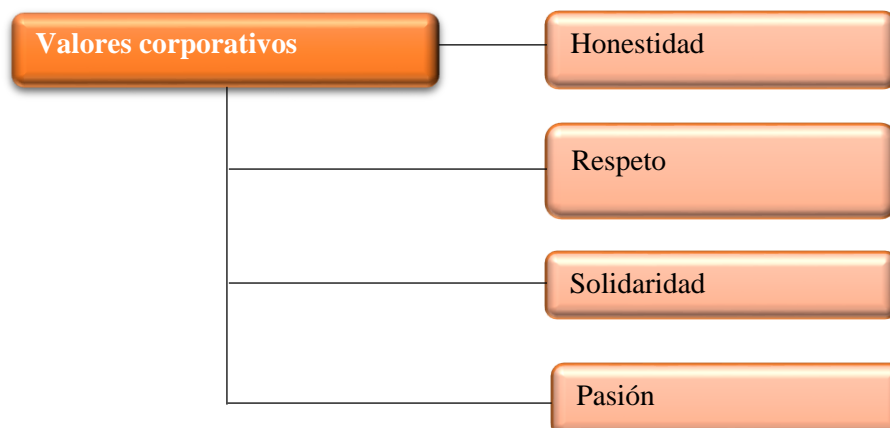 Valores corporativos
Honestidad
Respeto
Solidaridad
Pasión